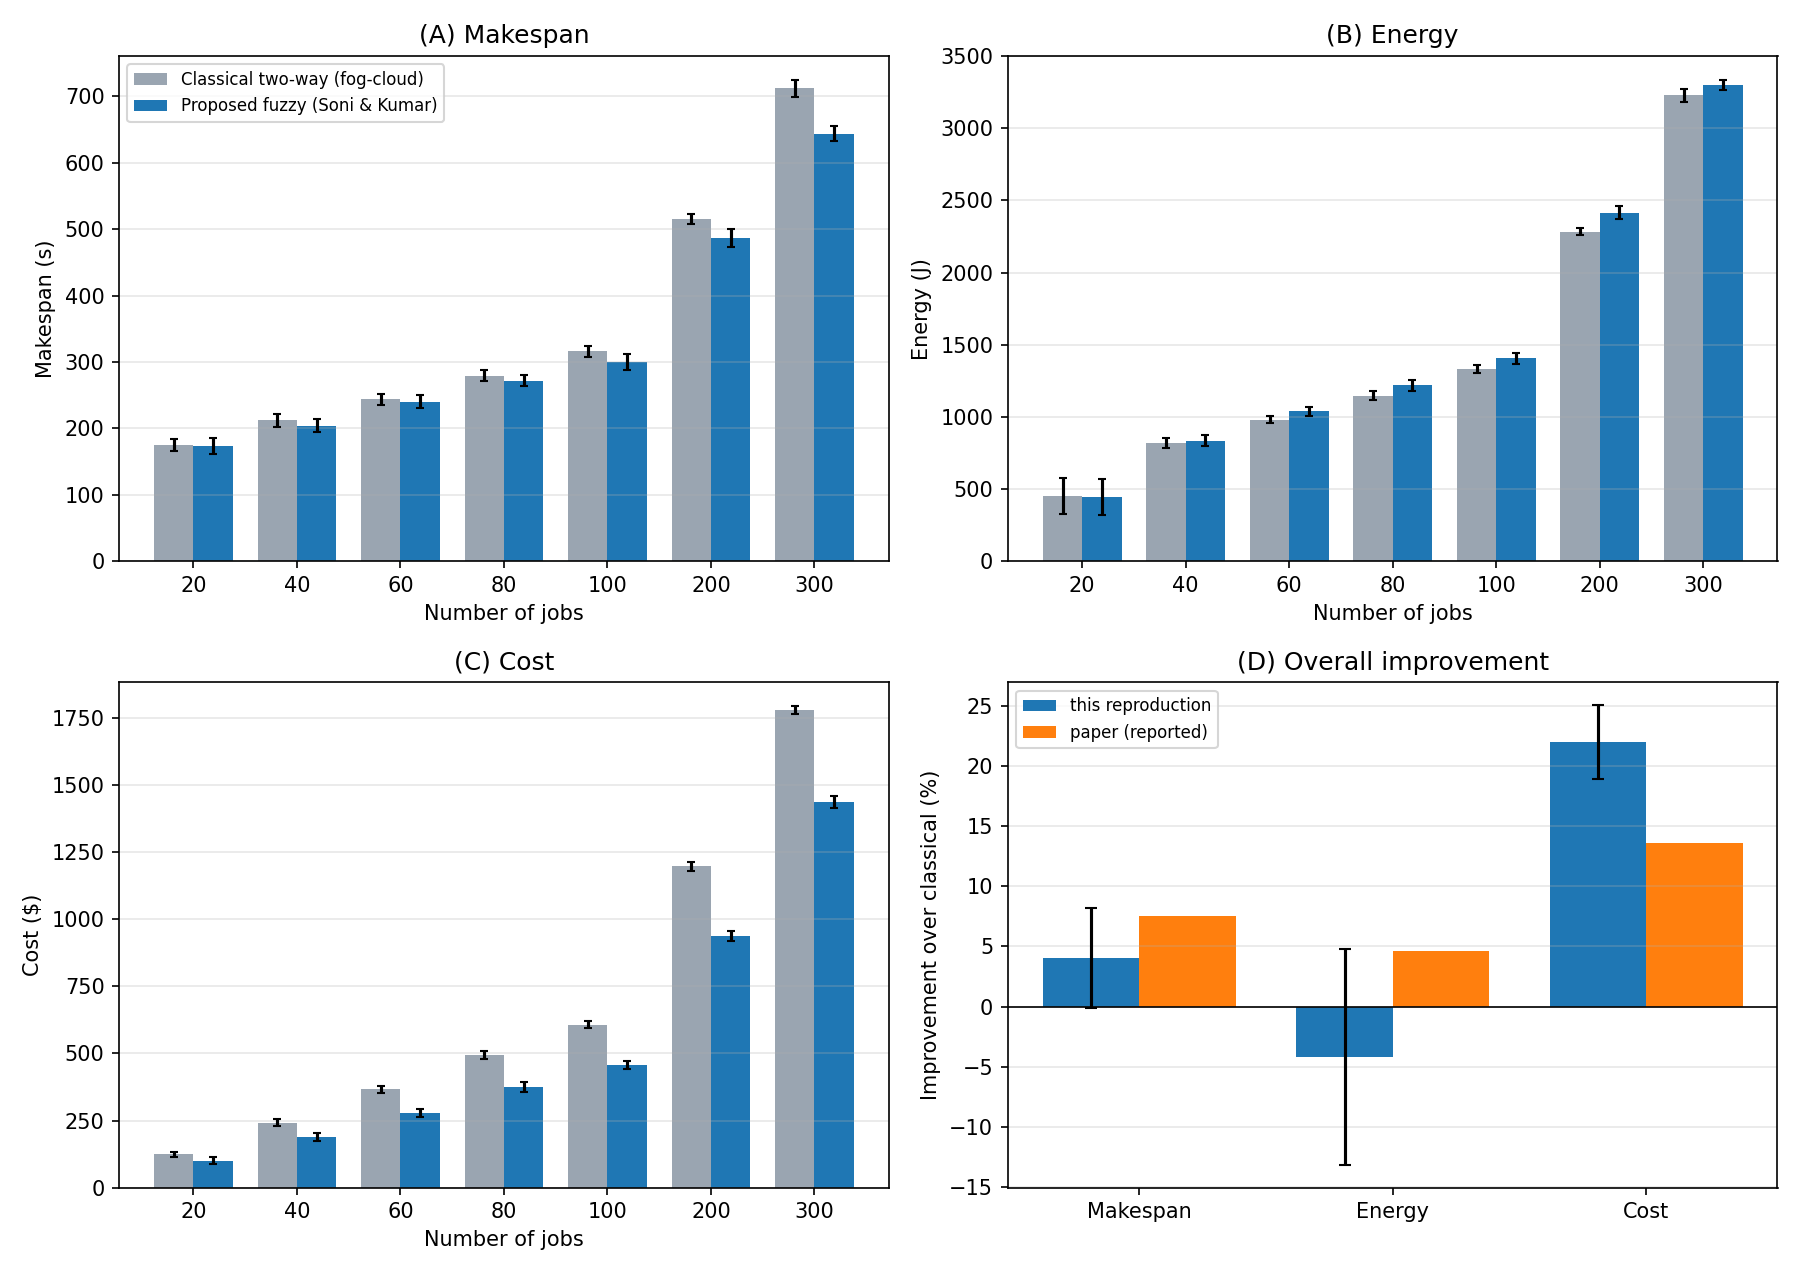 (A) Makespan
Classical two-way (fog-cloud)
Proposed fuzzy (Soni & Kumar)
Makespan (s)
700
600
500
400
300
200
100
0
20 40 60 80 100 200 300
Number of jobs
(B) Energy
Energy (J)
3500
3000
2500
2000
1500
1000
500
0
20 40 60 80 100 200 300
Number of jobs
(C) Cost
Cost ($)
1750
1500
1250
1000
750
500
250
0
20 40 60 80 100 200 300
Number of jobs
(D) Overall improvement
this reproduction
paper (reported)
Improvement over classical (%)
25
20
15
10
5
0
−5
−10
−15
Makespan Energy Cost